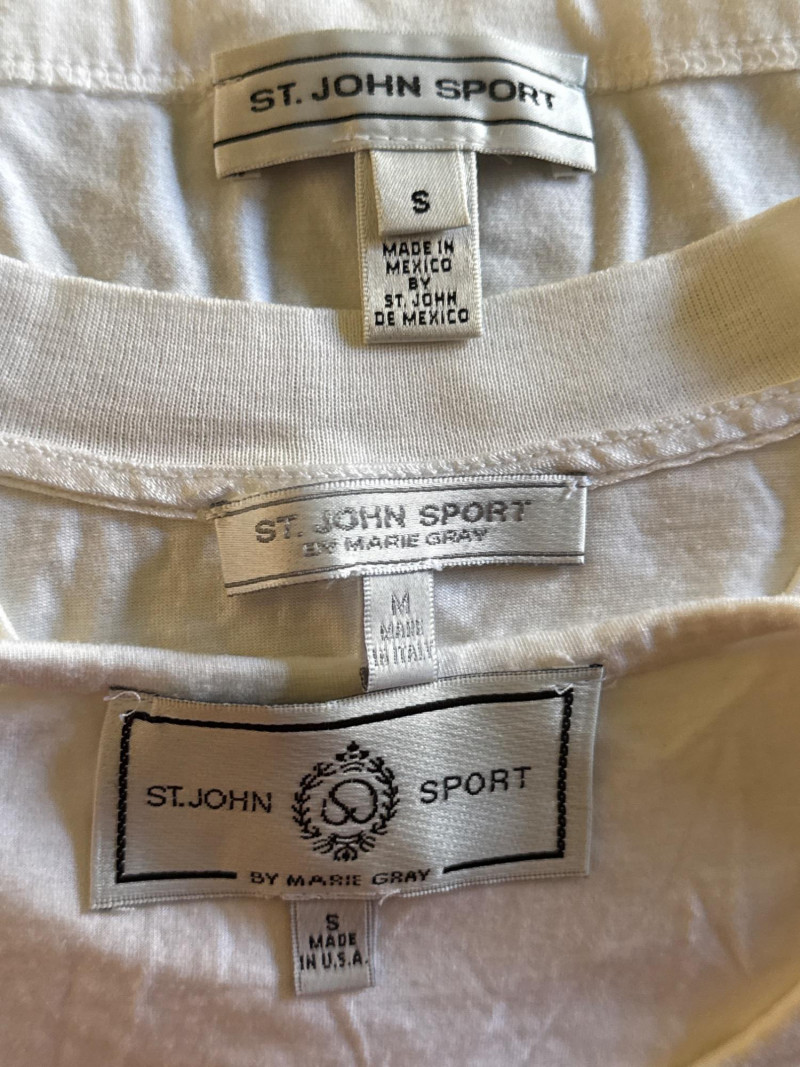 ST. JOHN SPORT
S
MADE IN
MEXICO
BY
ST. JOHN
DE MEXICO
ST. JOHN SPORT
BY MARIE GRAY
M
MADE
IN ITALY
ST. JOHN SPORT
BY MARIE GRAY
S
MADE
IN U.S.A.